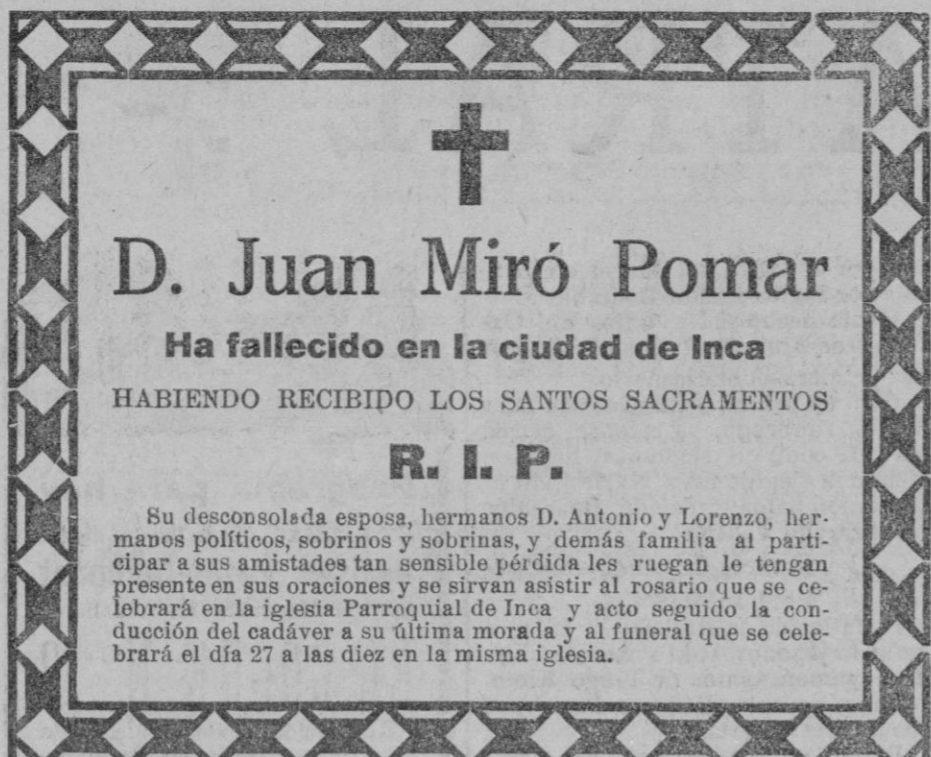 D. Juan Miró Pomar
Ha fallecido en la ciudad de Inca
HABIENDO RECIBIDO LOS SANTOS SACRAMENTOS
R. I. P.
Su desconsolada esposa, hermanos D. Antonio y Lorenzo, her-
manos políticos, sobrinos y sobrinas, y demás familia al parti-
cipar a sus amistades tan sensible pérdida les ruegan le tengan
presente en sus oraciones y se sirvan asistir al rosario que se ce-
lebrará en la iglesia Parroquial de Inca y acto seguido la con-
ducción del cadáver a su última morada y al funeral que se cele-
brará el día 27 a las diez en la misma iglesia.